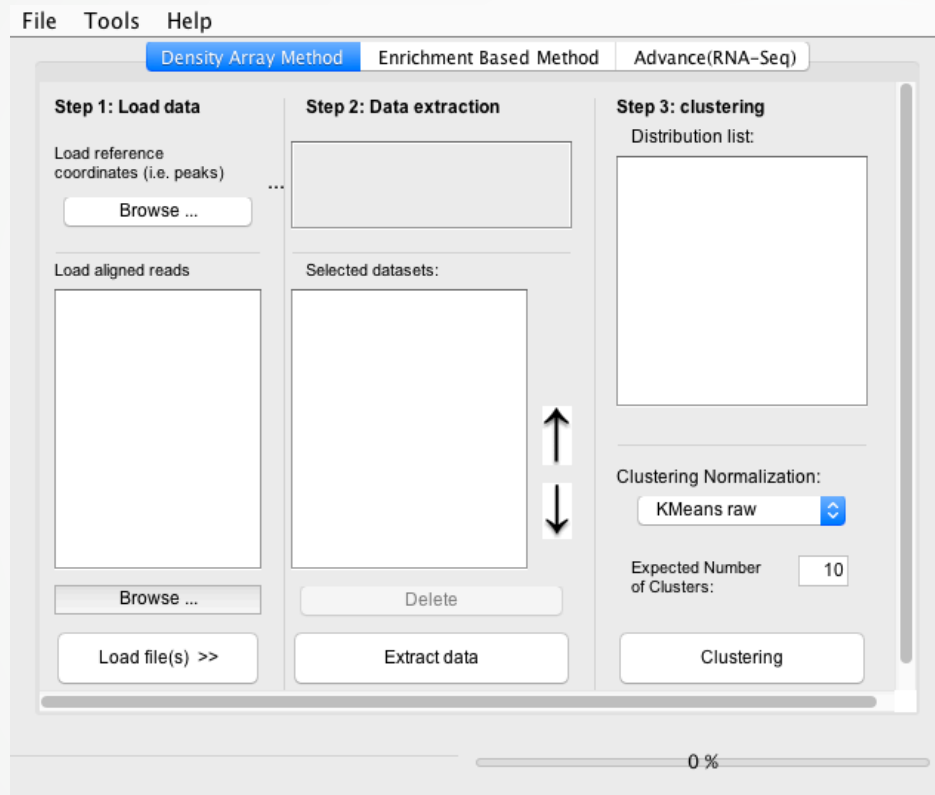 File Tools Help
Density Array Method Enrichment Based Method Advance(RNA-Seq)
Step 1: Load data
Load reference
coordinates (i.e. peaks)
...
Browse ...
Load aligned reads
Browse ...
Load file(s) >>
Step 2: Data extraction
Selected datasets:
Delete
Extract data
Step 3: clustering
Distribution list:
Clustering Normalization:
KMeans raw
Expected Number
of Clusters:
10
Clustering
0 %